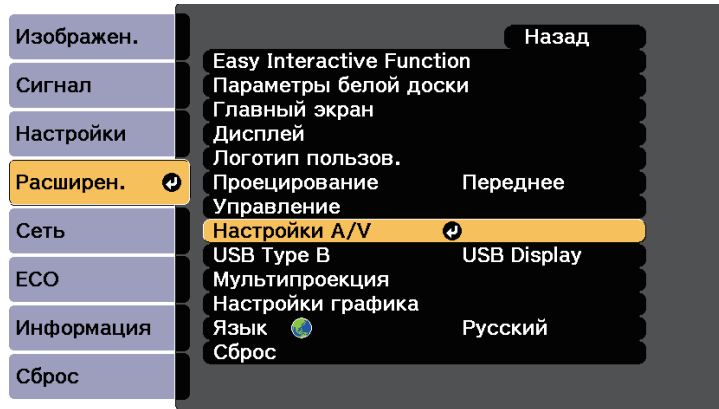 Изображен.
Сигнал
Настройки
Расширен.
Сеть
ECO
Информация
Сброс
Назад
Easy Interactive Function
Параметры белой доски
Главный экран
Дисплей
Логотип пользов.
Проецирование Переднее
Управление
Настройки A/V
USB Type B USB Display
Мультипроекция
Настройки графика
Язык Русский
Сброс